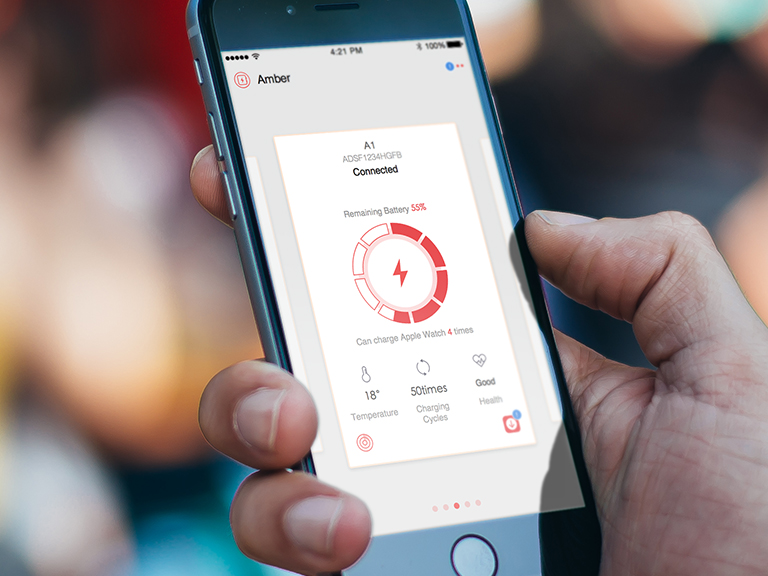 4:21 PM
100%
Amber
A1
ADSF1234HGFB
Connected
Remaining Battery 55%
Can charge Apple Watch 4 times
18°
50times
Good
Temperature
Charging
Cycles
Health